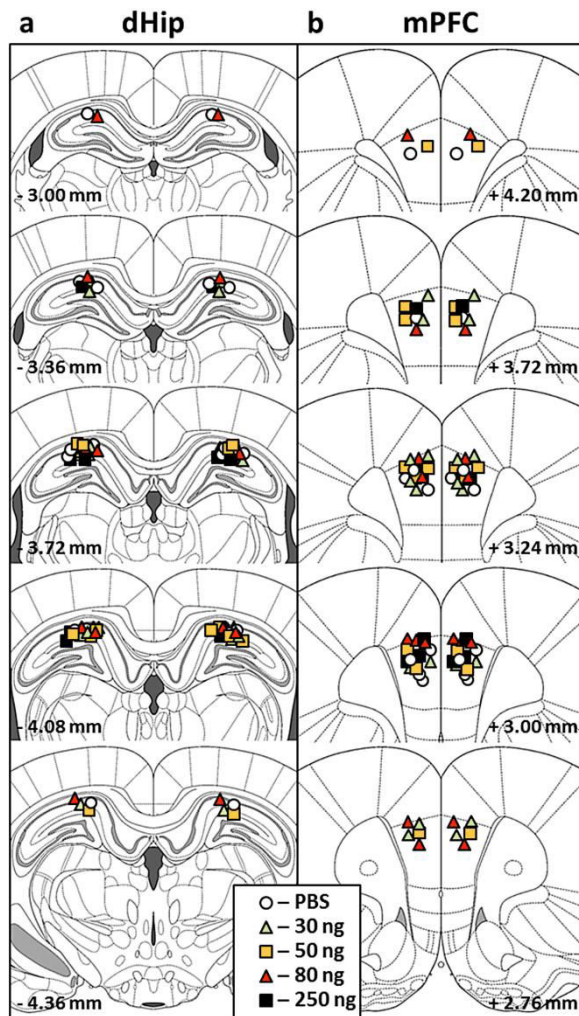 a dHip
b mPFC
- 3.00 mm
+ 4.20 mm
- 3.36 mm
+ 3.72 mm
- 3.72 mm
+ 3.24 mm
- 4.08 mm
+ 3.00 mm
- 4.36 mm
+ 2.76 mm
– PBS
– 30 ng
– 50 ng
– 80 ng
– 250 ng